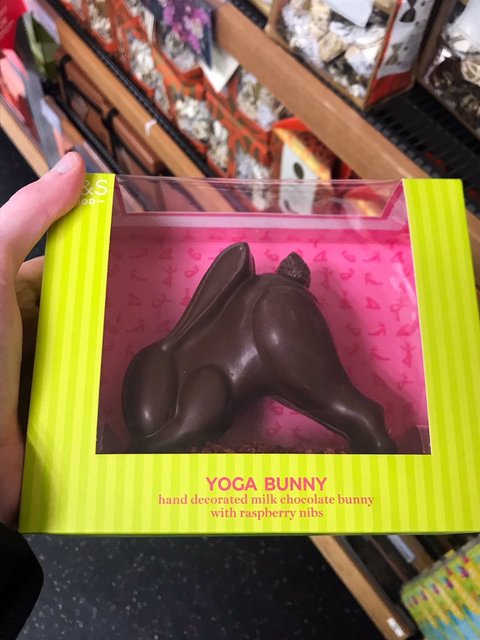 &S
YOGA BUNNY
hand decorated milk chocolate bunny
with raspberry nibs